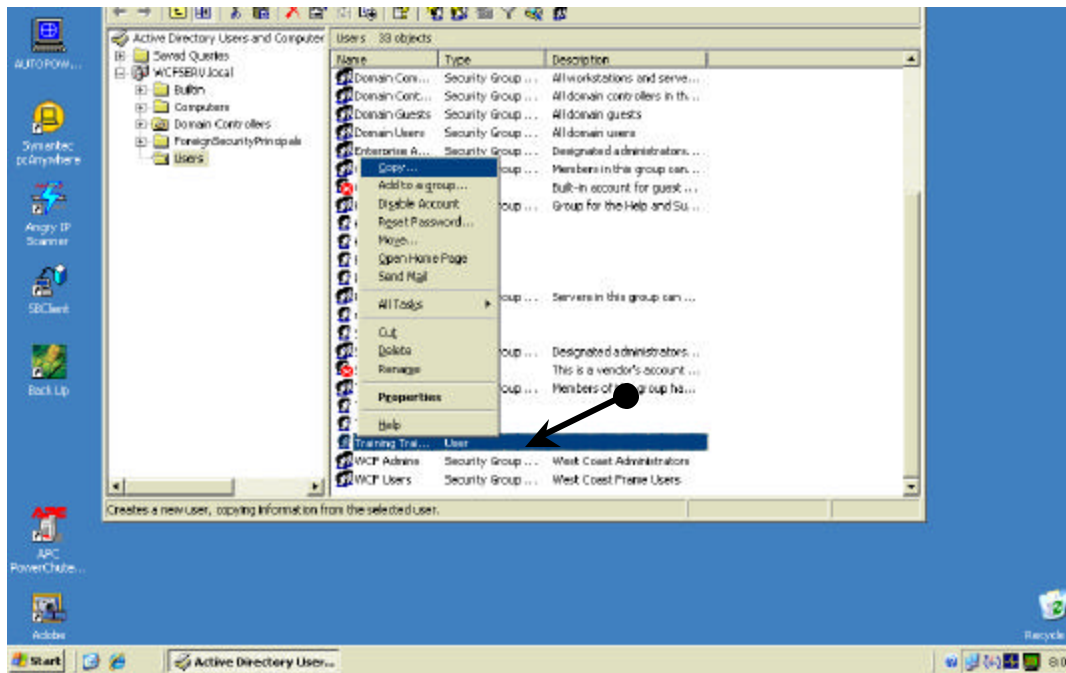 AUTOPOW...
Symantec
pcAnywhere
Angry IP
Scanner
SBClient
Back Up
APC
PowerChute...
Adobe
Recycle
Active Directory Users and Computer
Saved Queries
WCFSERV.local
Builtin
Computers
Domain Controllers
ForeignSecurityPrincipals
Users
Users 33 objects
Name Type Description
Domain Com... Security Group ... All workstations and serve...
Domain Cont... Security Group ... All domain controllers in th...
Domain Guests Security Group ... All domain guests
Domain Users Security Group ... All domain users
Enterprise A... Security Group ... Designated administrators...
oup ... Members in this group can...
Built-in account for guest ...
oup ... Group for the Help and Su...
oup ... Servers in this group can ...
oup ... Designated administrators...
This is a vendor's account ...
oup ... Members of this group ha...
Training Trai... User
WCF Admins Security Group ... West Coast Administrators
WCF Users Security Group ... West Coast Frame Users
Copy...
Add to a group...
Disable Account
Reset Password...
Move...
Open Home Page
Send Mail
All Tasks
Cut
Delete
Rename
Properties
Help
Creates a new user, copying information from the selected user.
Start
Active Directory User...